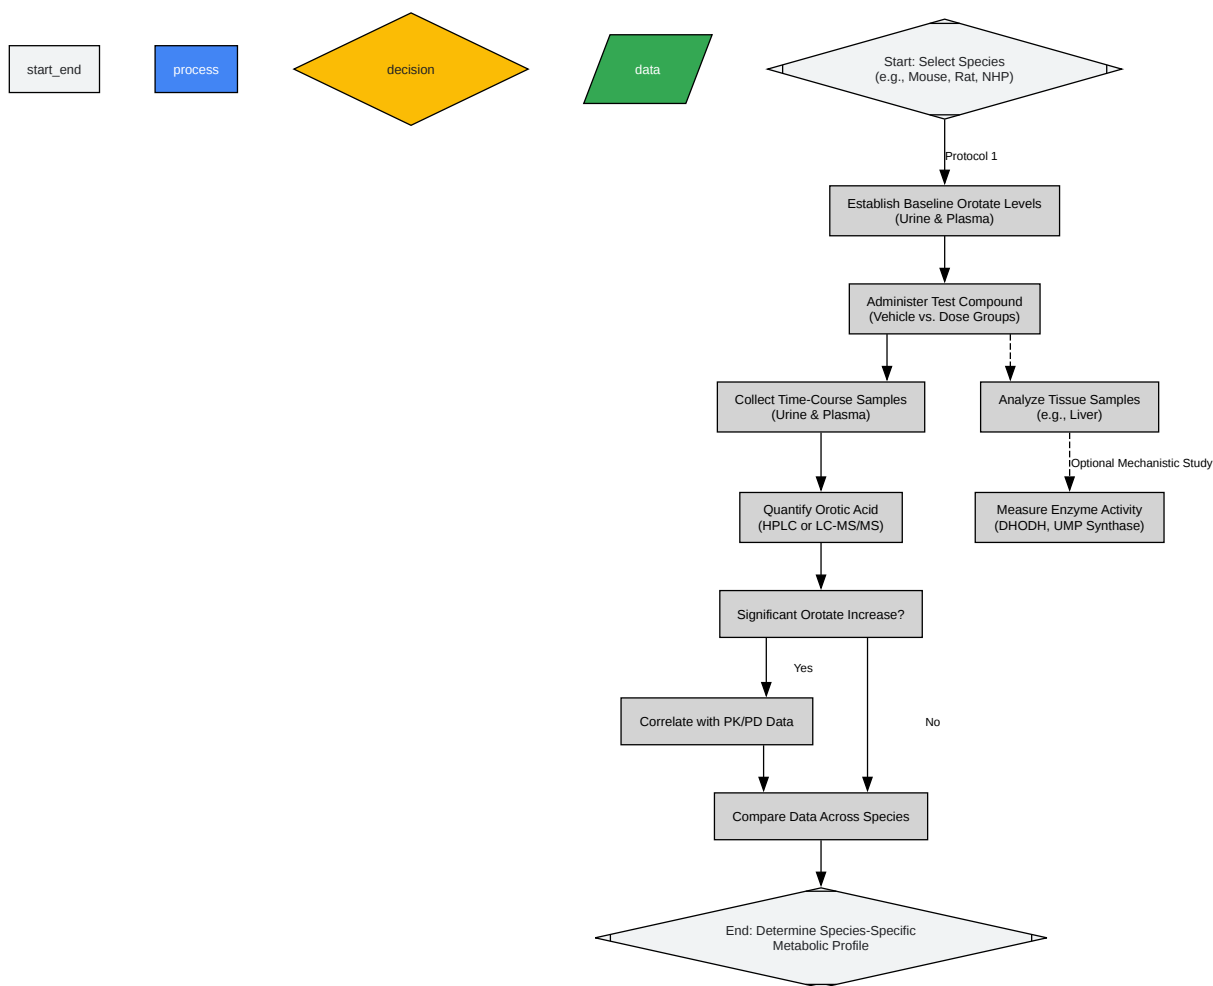 start_end
process
decision
data
Start: Select Species
(e.g., Mouse, Rat, NHP)
Protocol 1
Establish Baseline Orotate Levels
(Urine & Plasma)
Administer Test Compound
(Vehicle vs. Dose Groups)
Collect Time-Course Samples
(Urine & Plasma)
Analyze Tissue Samples
(e.g., Liver)
Optional Mechanistic Study
Quantify Orotic Acid
(HPLC or LC-MS/MS)
Measure Enzyme Activity
(DHODH, UMP Synthase)
Significant Orotate Increase?
Yes
Correlate with PK/PD Data
No
Compare Data Across Species
End: Determine Species-Specific
Metabolic Profile